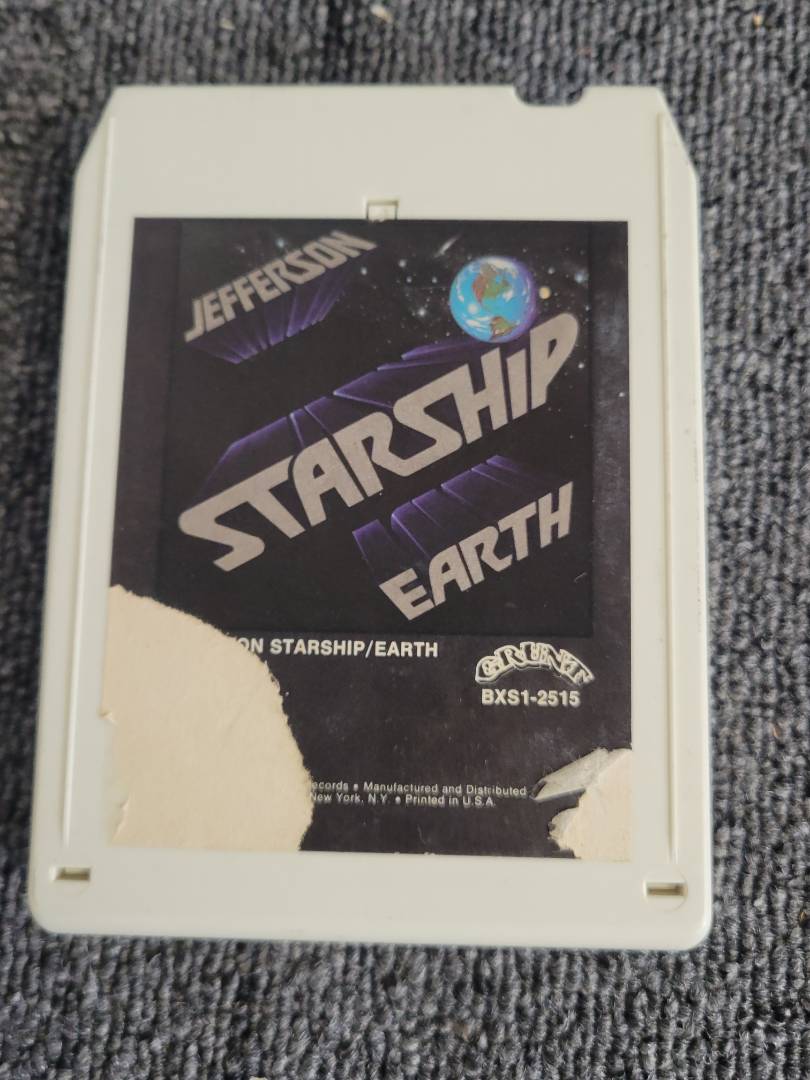 JEFFERSON
STARSHIP
EARTH
ON STARSHIP/EARTH
GRUNT
BXS1-2515
ecords • Manufactured and Distributed
New York, N.Y. • Printed in U.S.A.